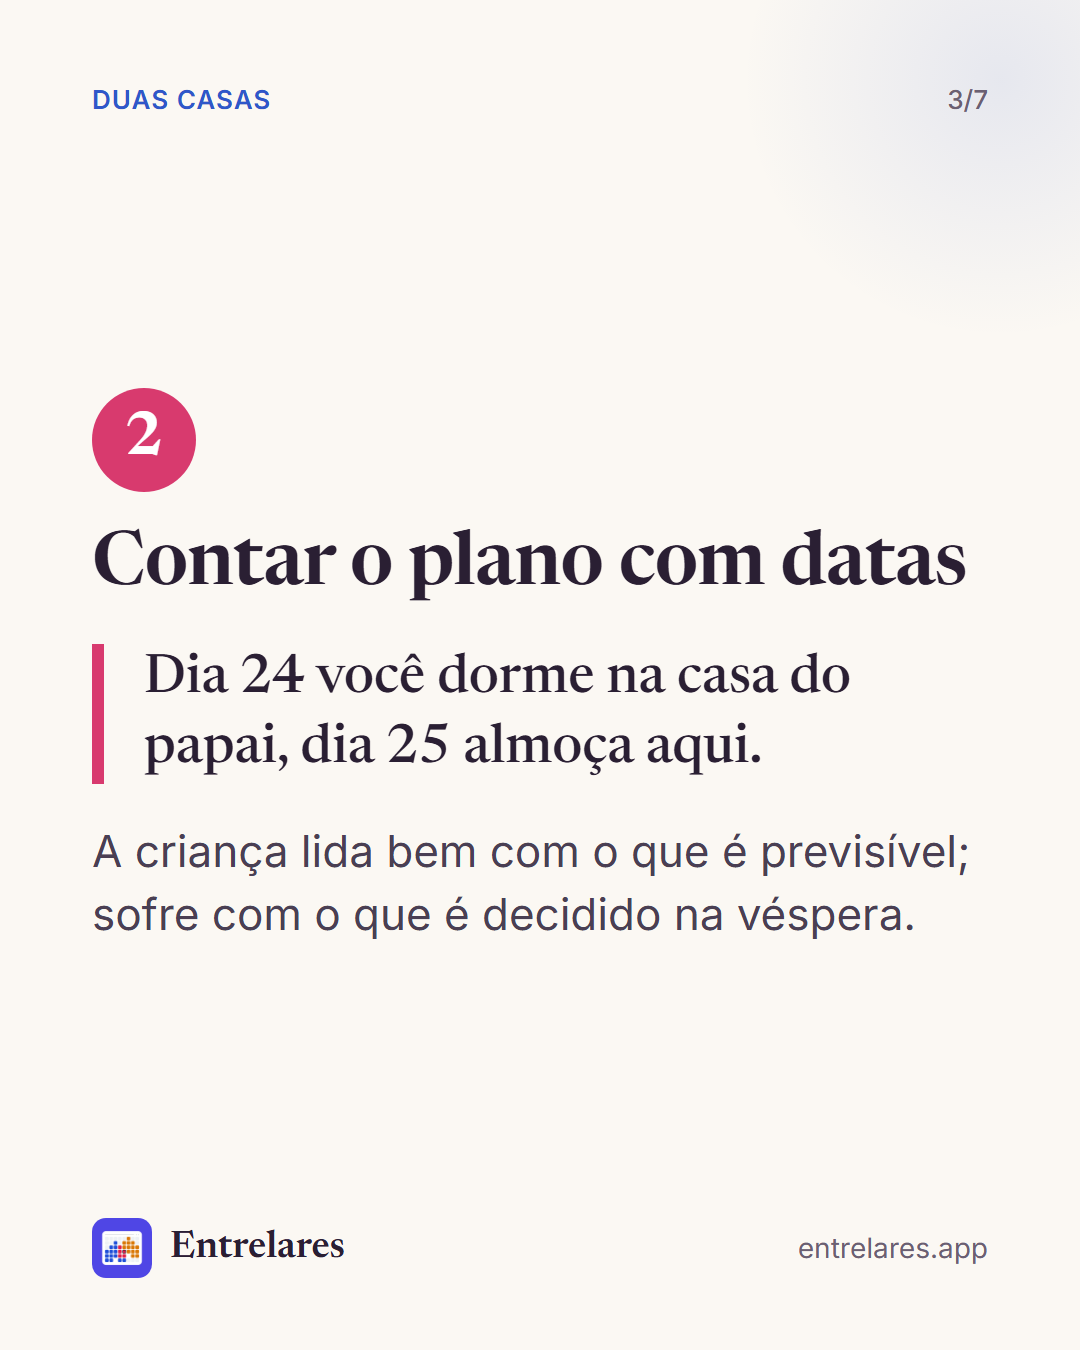 DUAS CASAS
3/7
2
Contar o plano com datas
Dia 24 você dorme na casa do
papai, dia 25 almoça aqui.
A criança lida bem com o que é previsível;
sofre com o que é decidido na véspera.
Entrelares
entrelares.app